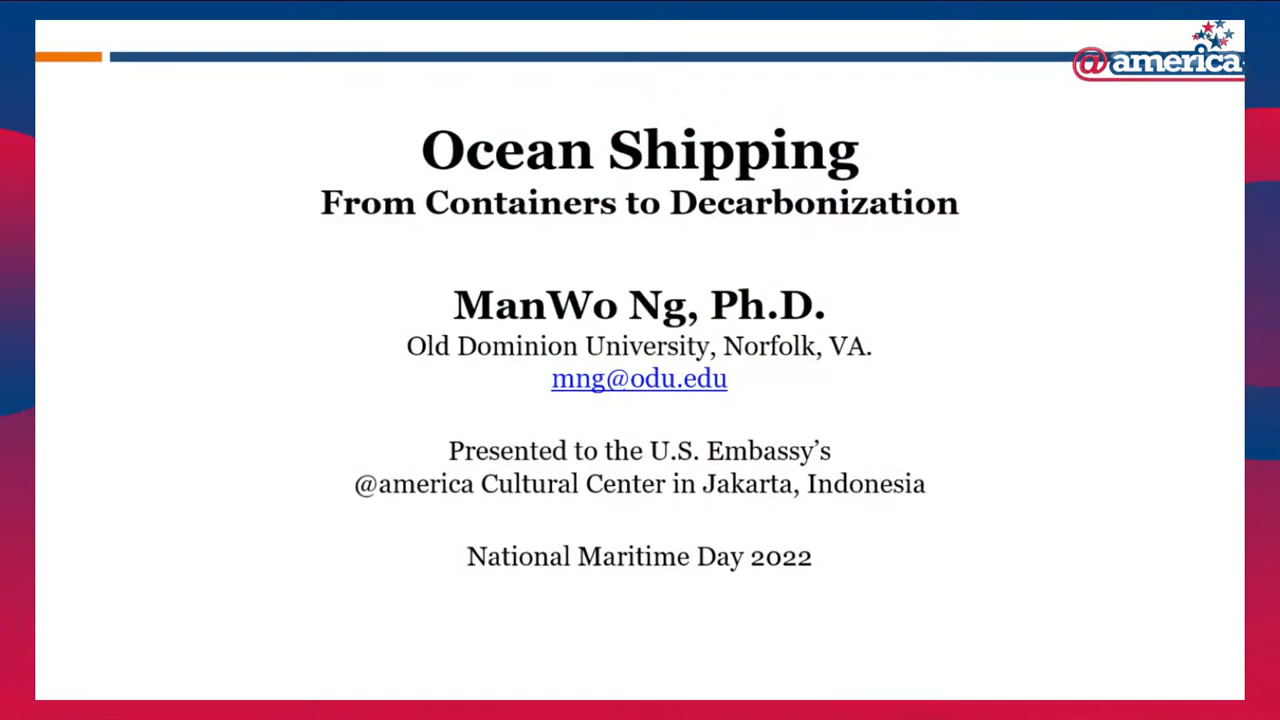 @america
Ocean Shipping
From Containers to Decarbonization
ManWo Ng, Ph.D.
Old Dominion University, Norfolk, VA.
mng@odu.edu
Presented to the U.S. Embassy’s
@america Cultural Center in Jakarta, Indonesia
National Maritime Day 2022